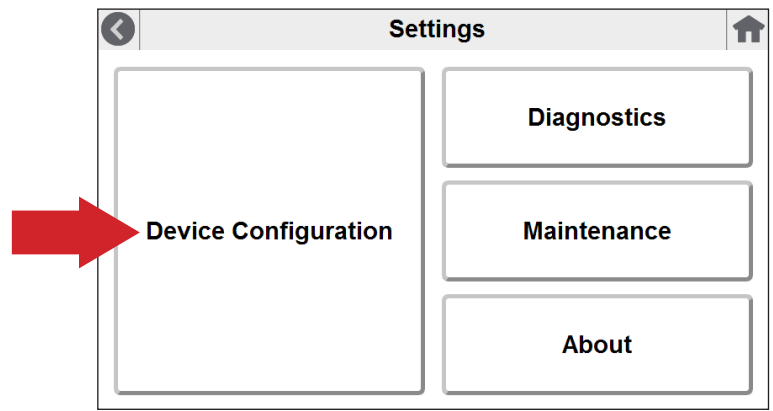 Settings
Device Configuration
Diagnostics
Maintenance
About